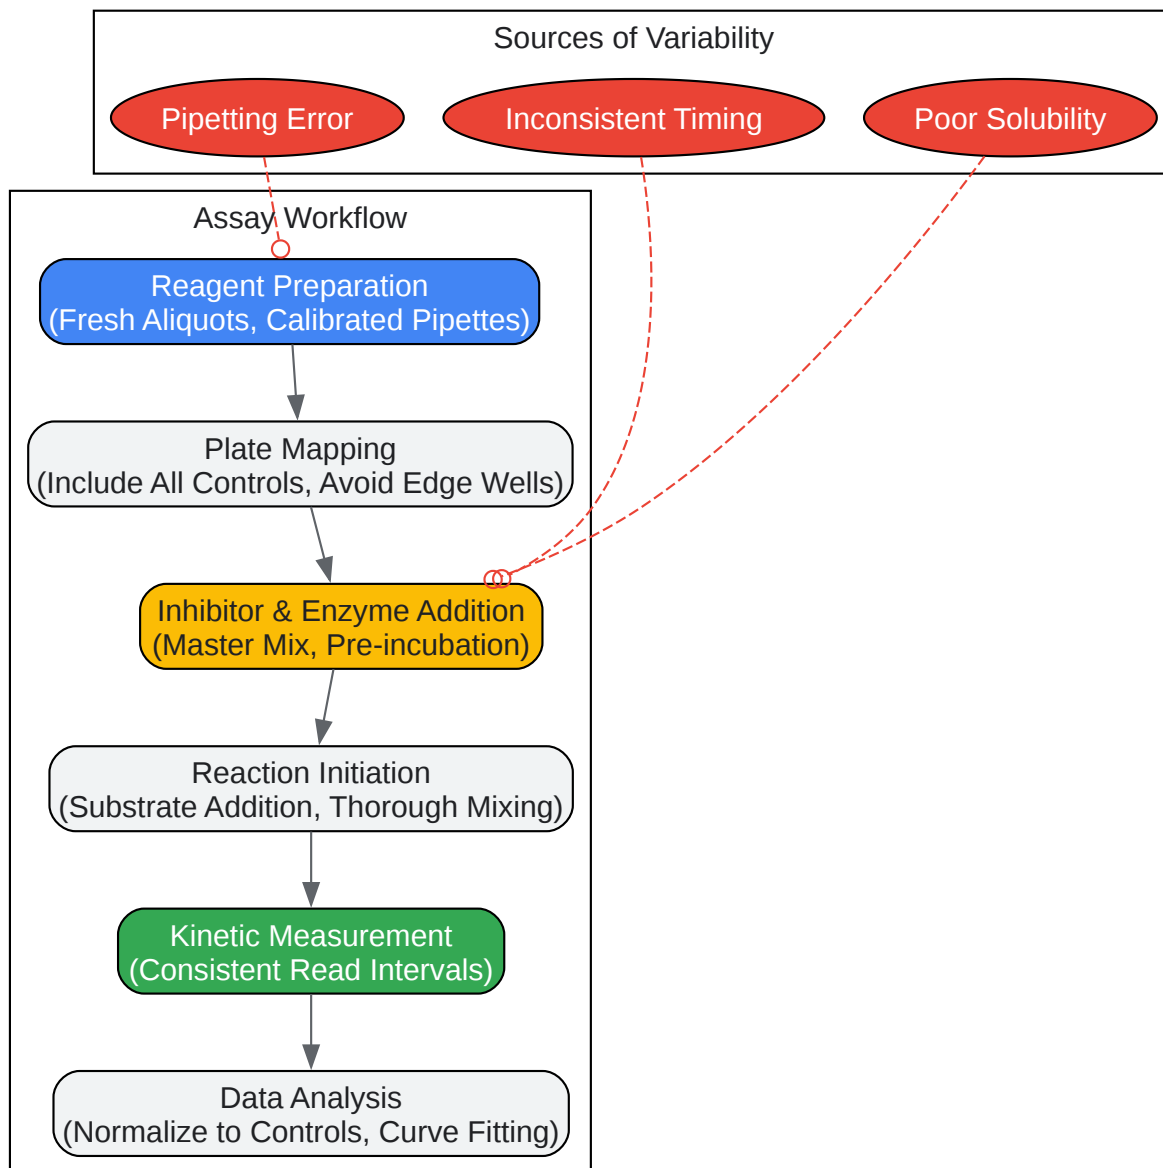 Sources of Variability
Pipetting Error
Inconsistent Timing
Poor Solubility
Assay Workflow
Reagent Preparation
(Fresh Aliquots, Calibrated Pipettes)
Plate Mapping
(Include All Controls, Avoid Edge Wells)
Inhibitor & Enzyme Addition
(Master Mix, Pre-incubation)
Reaction Initiation
(Substrate Addition, Thorough Mixing)
Kinetic Measurement
(Consistent Read Intervals)
Data Analysis
(Normalize to Controls, Curve Fitting)